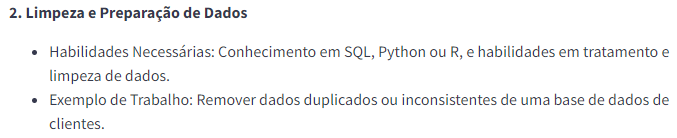 2. Limpeza e Preparação de Dados
• Habilidades Necessárias: Conhecimento em SQL, Python ou R, e habilidades em tratamento e
limpeza de dados.
• Exemplo de Trabalho: Remover dados duplicados ou inconsistentes de uma base de dados de
clientes.